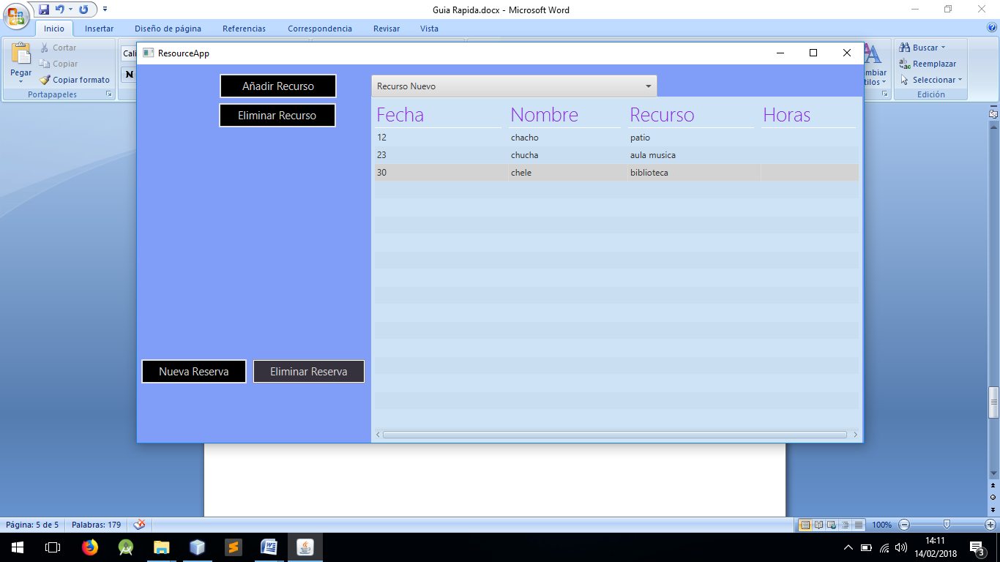 Guia Rapida.docx - Microsoft Word
Inicio Insertar Diseño de página Referencias Correspondencia Revisar Vista
Pegar
Cortar
Copiar
Copiar formato
Portapapeles
Cali
N
mbiar
tilos
Buscar
Reemplazar
Seleccionar
Edición
ResourceApp
Añadir Recurso
Eliminar Recurso
Recurso Nuevo
Fecha Nombre Recurso Horas
12 chacho patio
23 chucha aula musica
30 chele biblioteca
Nueva Reserva Eliminar Reserva
Página: 5 de 5 Palabras: 179 100%
14:11
14/02/2018
3